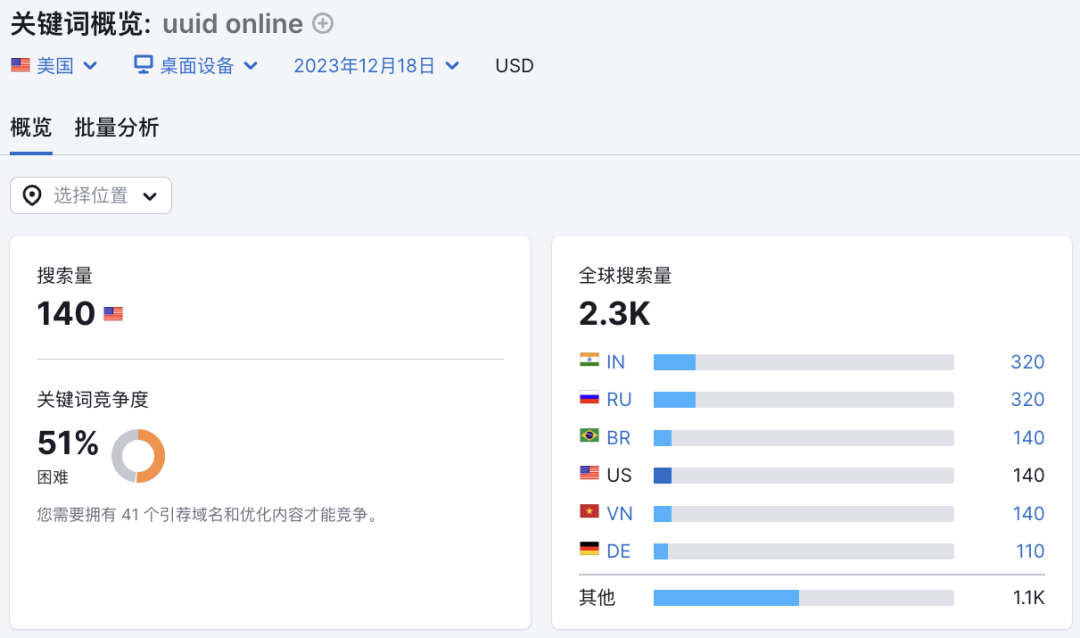 关键词概览: uuid online
美国 桌面设备 2023年12月18日 USD
概览 批量分析
选择位置
搜索量
140
关键词竞争度
51%
困难
您需要拥有 41 个引荐域名和优化内容才能竞争。
全球搜索量
2.3K
IN 320
RU 320
BR 140
US 140
VN 140
DE 110
其他 1.1K